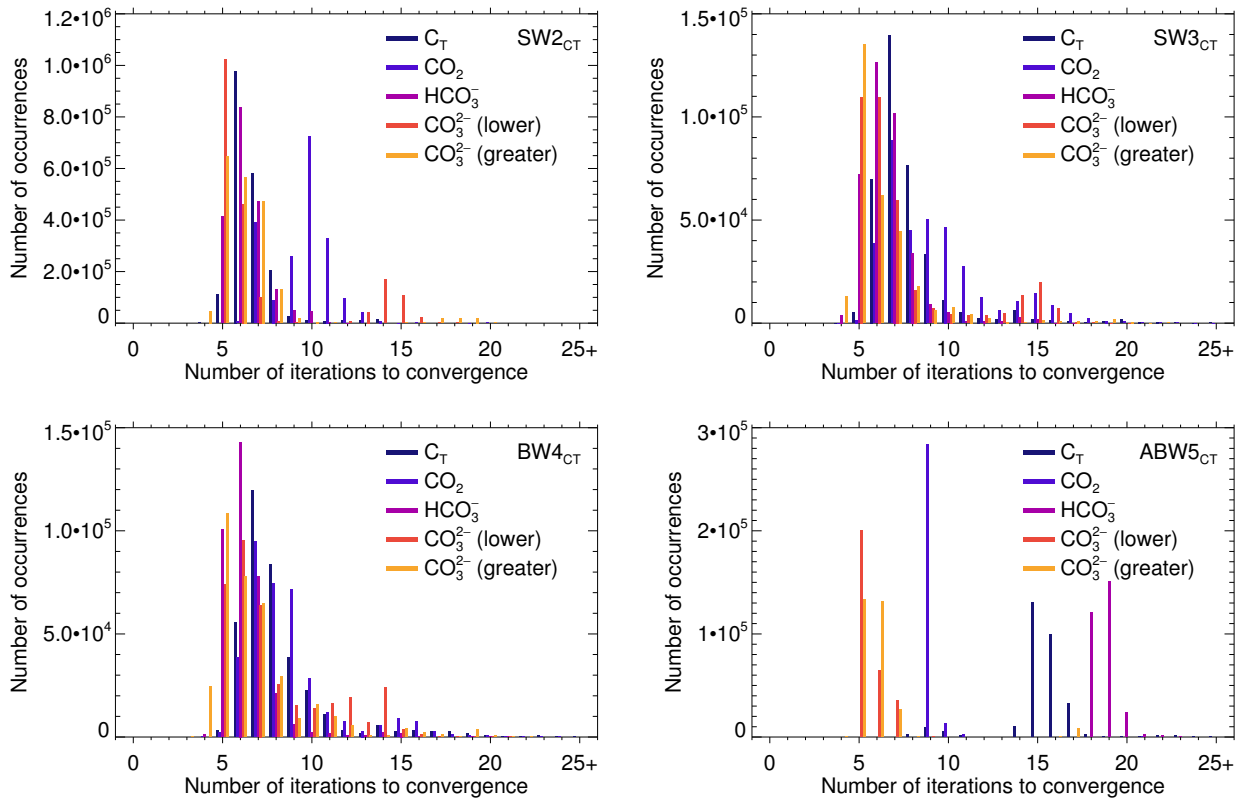 1.2•10⁶
1.0•10⁶
8.0•10⁵
6.0•10⁵
4.0•10⁵
2.0•10⁵
0
Number of occurrences
C_T
CO₂
HCO₃⁻
CO₃²⁻ (lower)
CO₃²⁻ (greater)
SW2_CT
0 5 10 15 20 25+
Number of iterations to convergence
1.5•10⁵
1.0•10⁵
5.0•10⁴
0
Number of occurrences
C_T
CO₂
HCO₃⁻
CO₃²⁻ (lower)
CO₃²⁻ (greater)
SW3_CT
0 5 10 15 20 25+
Number of iterations to convergence
1.5•10⁵
1.0•10⁵
5.0•10⁴
0
Number of occurrences
C_T
CO₂
HCO₃⁻
CO₃²⁻ (lower)
CO₃²⁻ (greater)
BW4_CT
0 5 10 15 20 25+
Number of iterations to convergence
3•10⁵
2•10⁵
1•10⁵
0
Number of occurrences
C_T
CO₂
HCO₃⁻
CO₃²⁻ (lower)
CO₃²⁻ (greater)
ABW5_CT
0 5 10 15 20 25+
Number of iterations to convergence